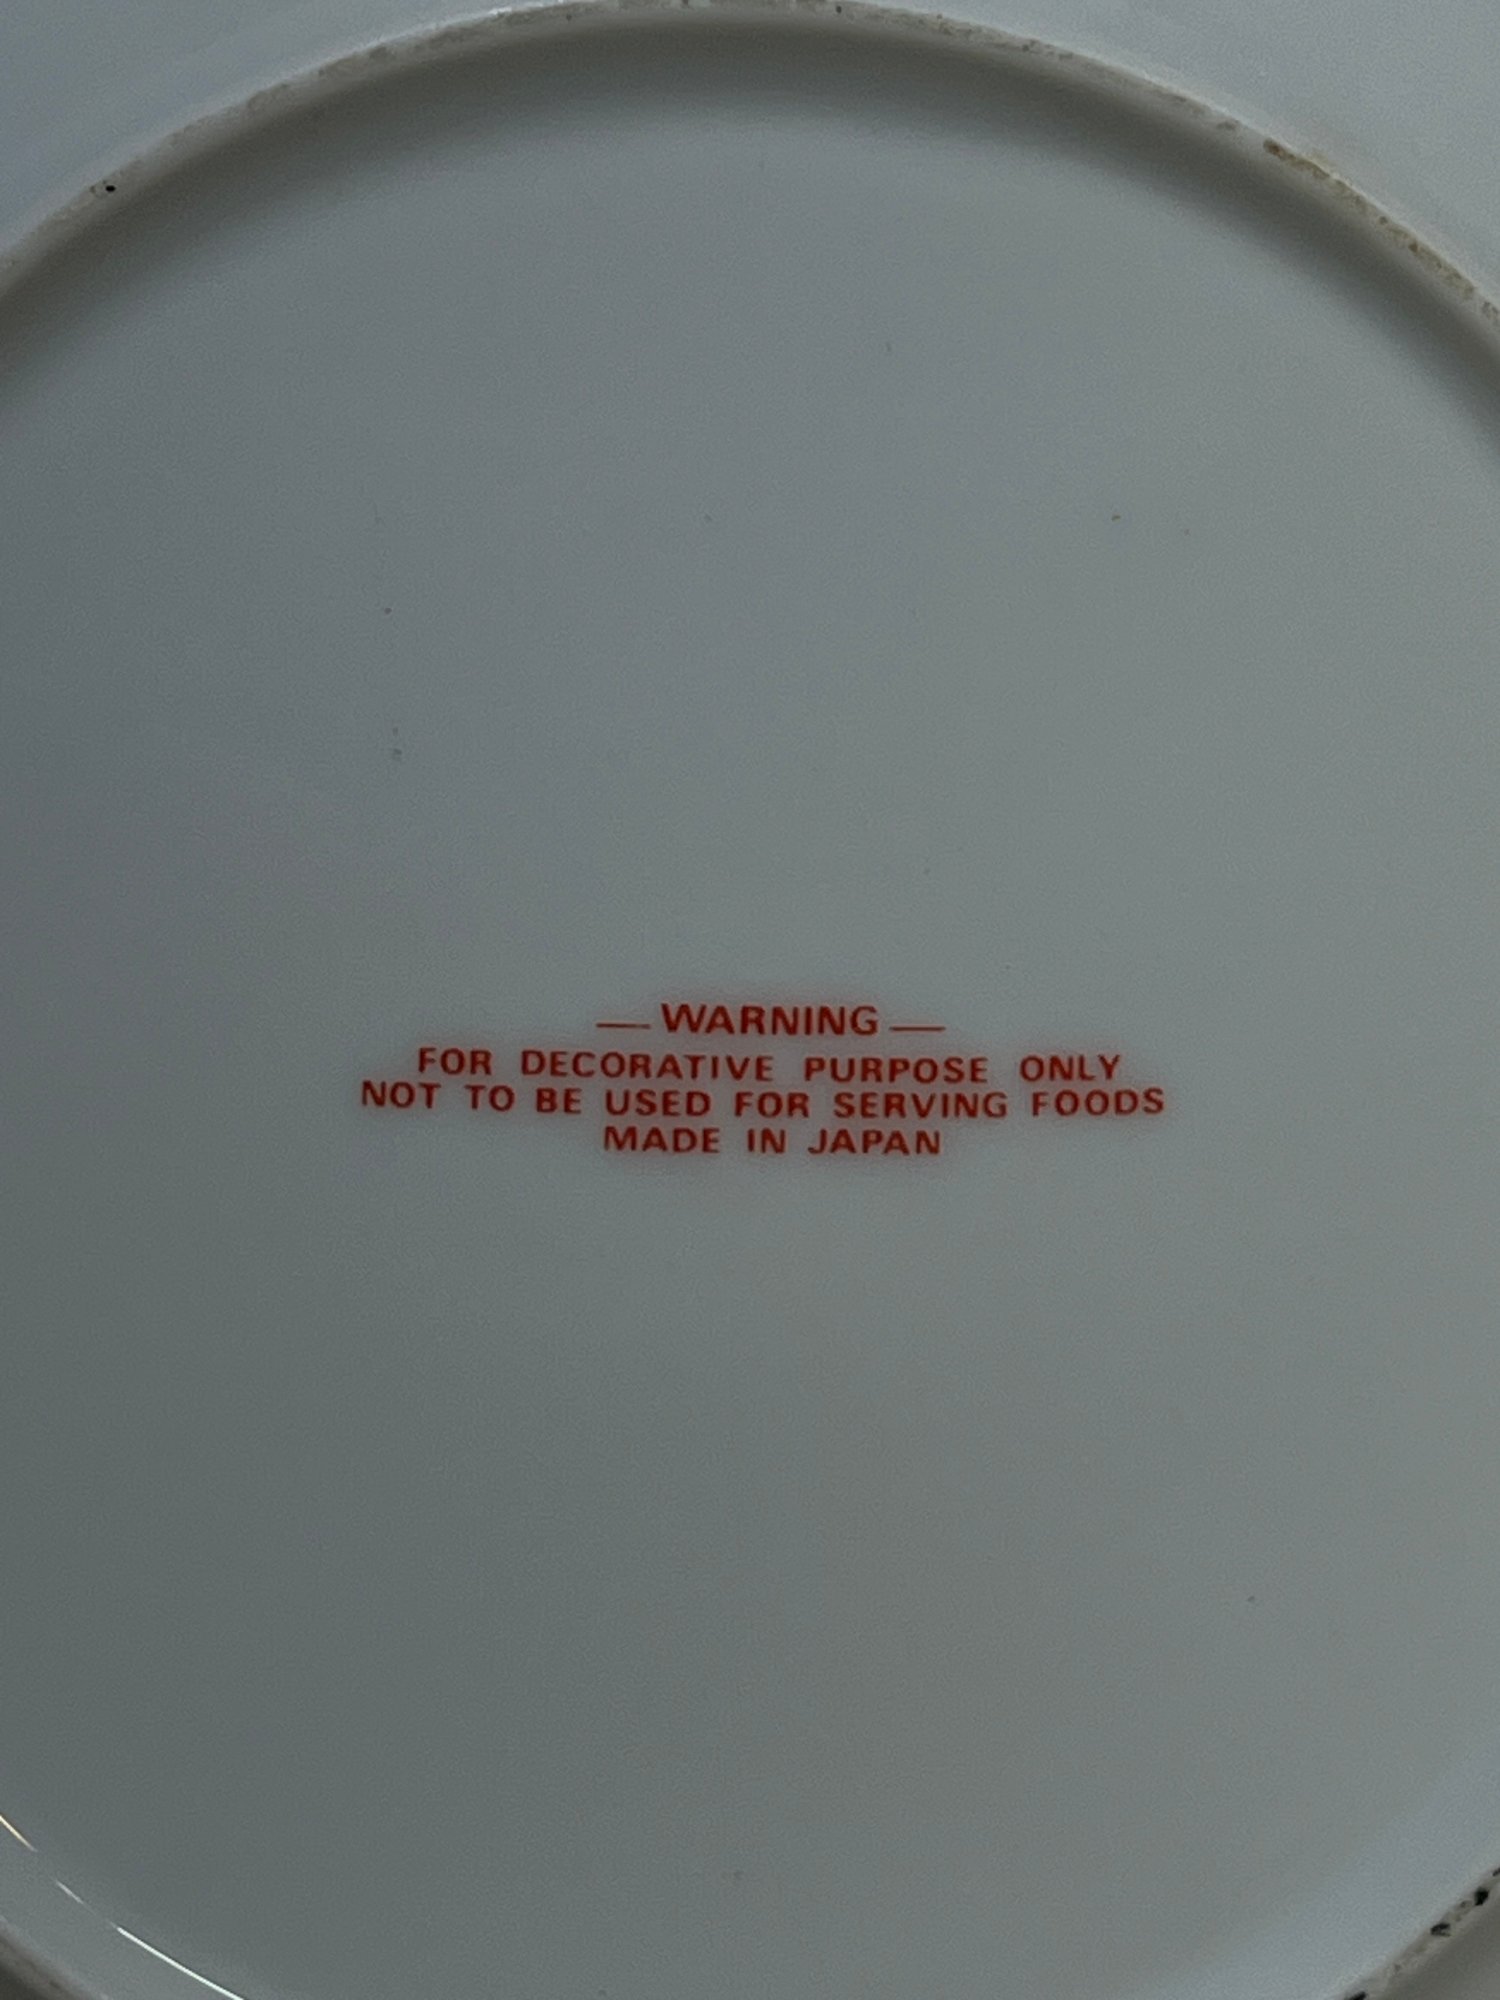 — WARNING —
FOR DECORATIVE PURPOSE ONLY
NOT TO BE USED FOR SERVING FOODS
MADE IN JAPAN